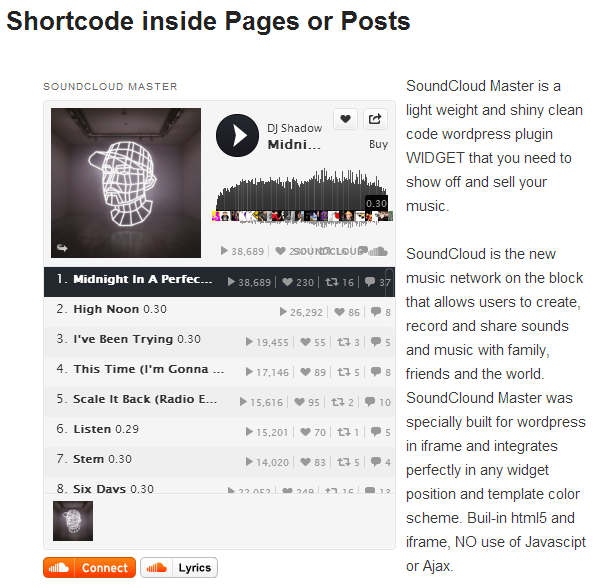 Shortcode inside Pages or Posts
SOUNDCLOUD MASTER
DJ Shadow
Midni...
Buy
0.30
38,689
SOUNDCLOUD
1. Midnight In A Perfec... 38,689 230 16 37
2. High Noon 0.30 26,292 86 8
3. I've Been Trying 0.30 19,455 55 3 5
4. This Time (I'm Gonna ... 17,146 89 5 8
5. Scale It Back (Radio E... 15,616 95 2 10
6. Listen 0.29 15,201 70 1 5
7. Stem 0.30 14,020 83 5 4
8. Six Days 0.30 22,052 249 16 13
Connect
Lyrics
SoundCloud Master is a
light weight and shiny clean
code wordpress plugin
WIDGET that you need to
show off and sell your
music.
SoundCloud is the new
music network on the block
that allows users to create,
record and share sounds
and music with family,
friends and the world.
SoundClound Master was
specially built for wordpress
in iframe and integrates
perfectly in any widget
position and template color
scheme. Buil-in html5 and
iframe, NO use of Javascipt
or Ajax.